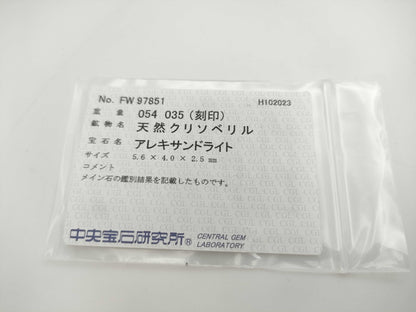 No. FW 97851 H102023
重量 054 035(刻印)
鉱物名 天然クリソベリル
宝石名 アレキサンドライト
サイズ 5.6 × 4.0 × 2.5 mm
コメント
メイン石の鑑別結果を記載したものです。
中央宝石研究所® CENTRAL GEM
LABORATORY